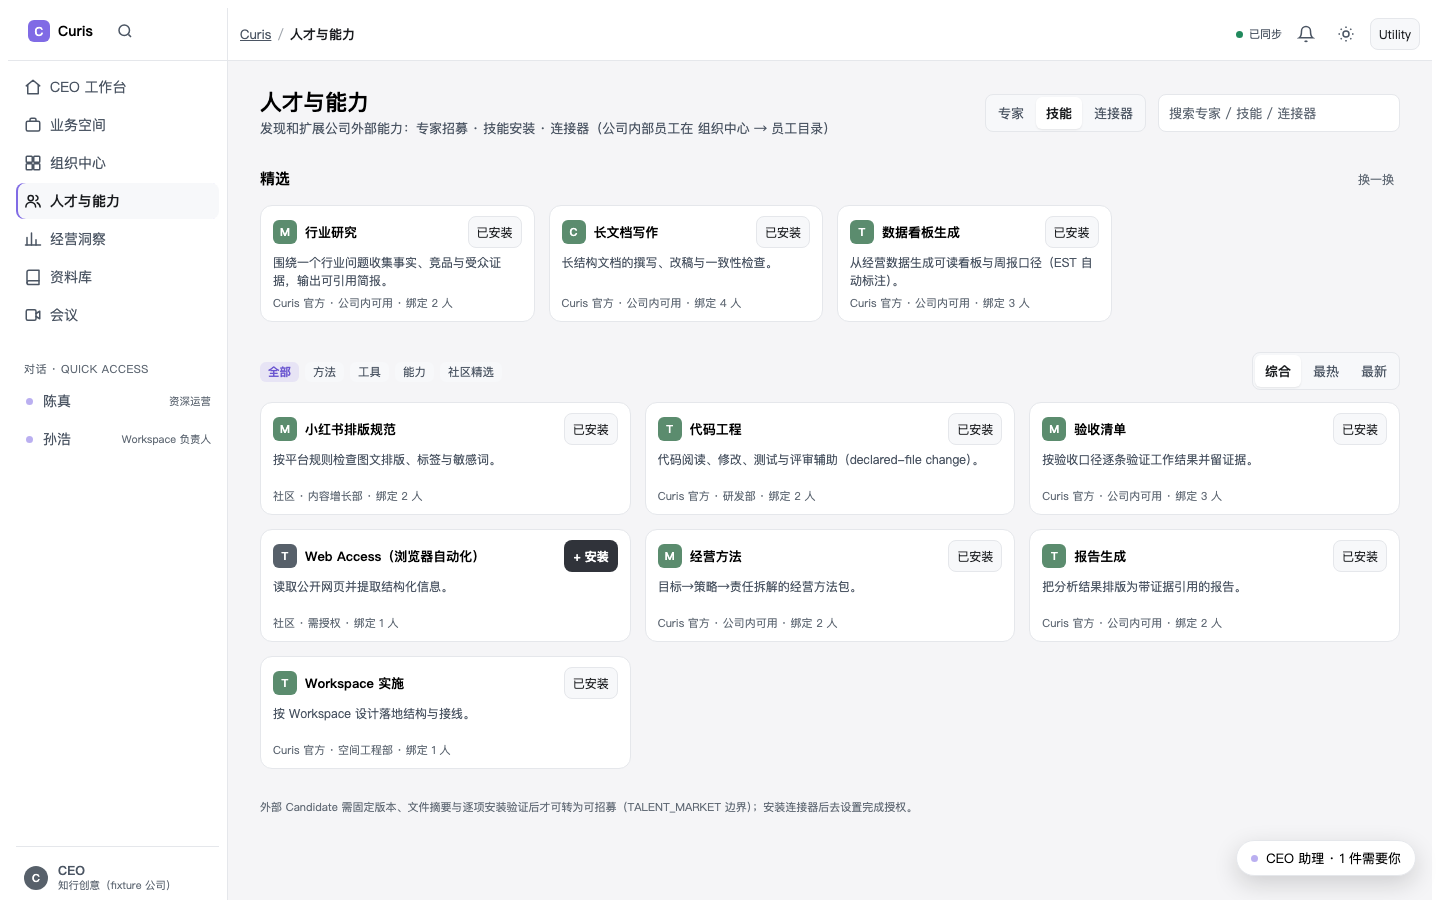 C Curis
Curis / 人才与能力
已同步
Utility
CEO 工作台
业务空间
组织中心
人才与能力
经营洞察
资料库
会议
对话 · QUICK ACCESS
陈真 资深运营
孙浩 Workspace 负责人
C CEO
知行创意（fixture 公司）
人才与能力
发现和扩展公司外部能力：专家招募 · 技能安装 · 连接器（公司内部员工在 组织中心 → 员工目录）
专家 技能 连接器
搜索专家 / 技能 / 连接器
精选 换一换
M 行业研究 已安装
围绕一个行业问题收集事实、竞品与受众证
据，输出可引用简报。
Curis 官方 · 公司内可用 · 绑定 2 人
C 长文档写作 已安装
长结构文档的撰写、改稿与一致性检查。
Curis 官方 · 公司内可用 · 绑定 4 人
T 数据看板生成 已安装
从经营数据生成可读看板与周报口径（EST 自
动标注）。
Curis 官方 · 公司内可用 · 绑定 3 人
全部 方法 工具 能力 社区精选
综合 最热 最新
M 小红书排版规范 已安装
按平台规则检查图文排版、标签与敏感词。
社区 · 内容增长部 · 绑定 2 人
T 代码工程 已安装
代码阅读、修改、测试与评审辅助（declared-file change）。
Curis 官方 · 研发部 · 绑定 2 人
M 验收清单 已安装
按验收口径逐条验证工作结果并留证据。
Curis 官方 · 公司内可用 · 绑定 3 人
T Web Access（浏览器自动化） + 安装
读取公开网页并提取结构化信息。
社区 · 需授权 · 绑定 1 人
M 经营方法 已安装
目标→策略→责任拆解的经营方法包。
Curis 官方 · 公司内可用 · 绑定 2 人
T 报告生成 已安装
把分析结果排版为带证据引用的报告。
Curis 官方 · 公司内可用 · 绑定 2 人
T Workspace 实施 已安装
按 Workspace 设计落地结构与接线。
Curis 官方 · 空间工程部 · 绑定 1 人
外部 Candidate 需固定版本、文件摘要与逐项安装验证后才可转为可招募（TALENT_MARKET 边界）；安装连接器后去设置完成授权。
CEO 助理 · 1 件需要你